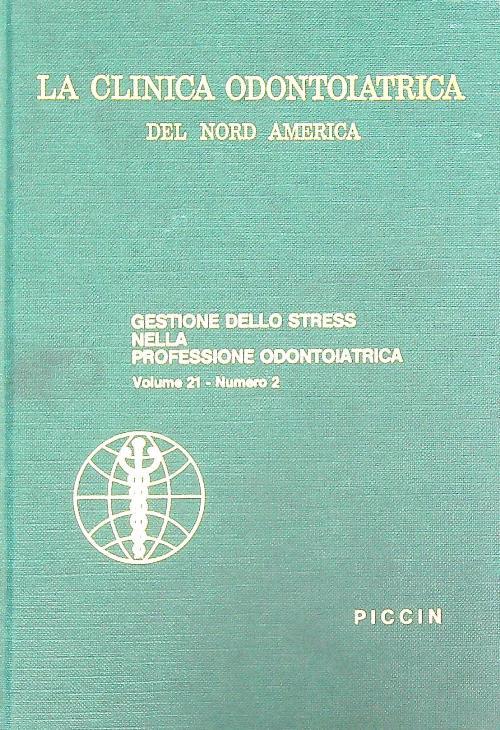 LA CLINICA ODONTOIATRICA
DEL NORD AMERICA
GESTIONE DELLO STRESS
NELLA
PROFESSIONE ODONTOIATRICA
Volume 21 - Numero 2
PICCIN